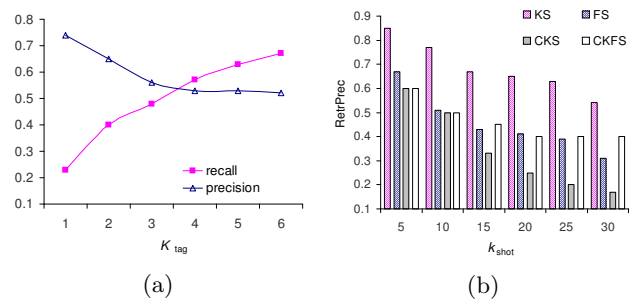 0.8
0.7
0.6
0.5
0.4
0.3
0.2
0.1
recall
precision
1 2 3 4 5 6
K tag
(a)
KS FS
CKS CKFS
RetrPrec
0.9
0.8
0.7
0.6
0.5
0.4
0.3
0.2
0.1
5 10 15 20 25 30
k shot
(b)